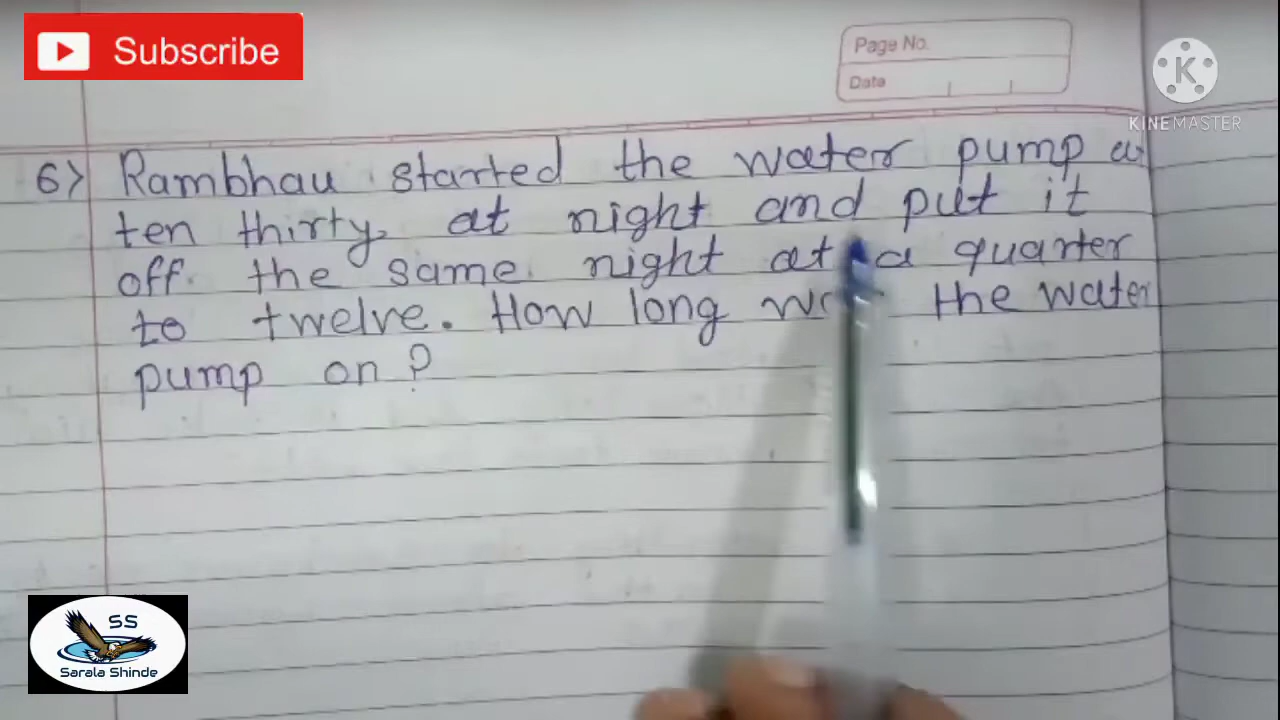 Subscribe
Page No.
Date
KINEMASTER
6) Rambhau started the water pump
ten thirty at night and put it
off the same night at a quarter
to twelve. How long the water
pump on?
SS
Sarala Shinde